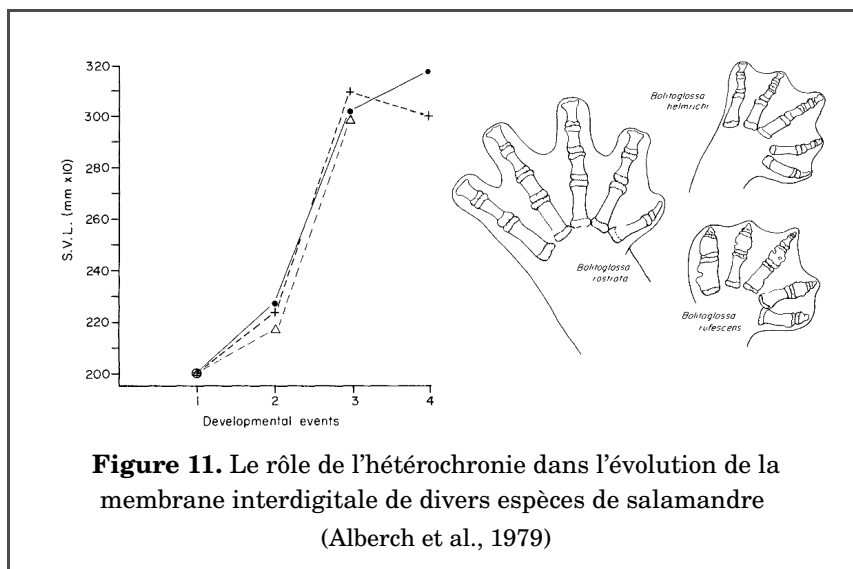 320
300
280
260
240
220
200
S.V.L. (mm x10)
1
2
3
4
Developmental events
Bolitoglossa
rostrata
Bolitoglossa
helmrichi
Bolitoglossa
rufescens
Figure 11. Le rôle de l’hétérochronie dans l’évolution de la
membrane interdigitale de divers espèces de salamandre
(Alberch et al., 1979)